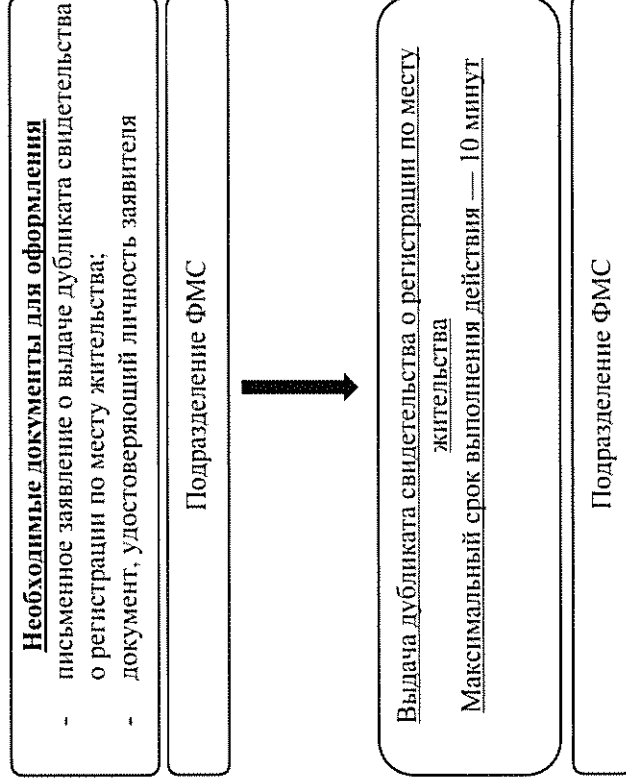 Необходимые документы для оформления
- письменное заявление о выдаче дубликата свидетельства
о регистрации по месту жительства;
- документ, удостоверяющий личность заявителя
Подразделение ФМС
Выдача дубликата свидетельства о регистрации по месту
жительства
Максимальный срок выполнения действия — 10 минут
Подразделение ФМС